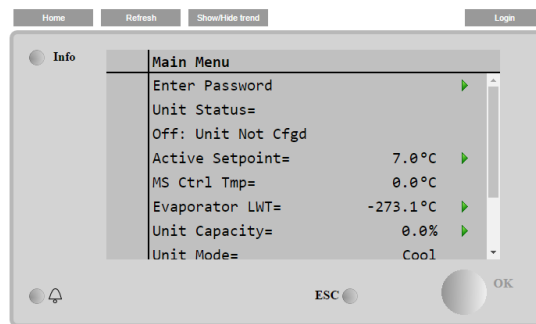 Home Refresh Show/Hide trend Login
Info
Main Menu
Enter Password
Unit Status=
Off: Unit Not Cfgd
Active Setpoint= 7.0°C
MS Ctrl Tmp= 0.0°C
Evaporator LWT= -273.1°C
Unit Capacity= 0.0%
Unit Mode= Cool
ESC OK